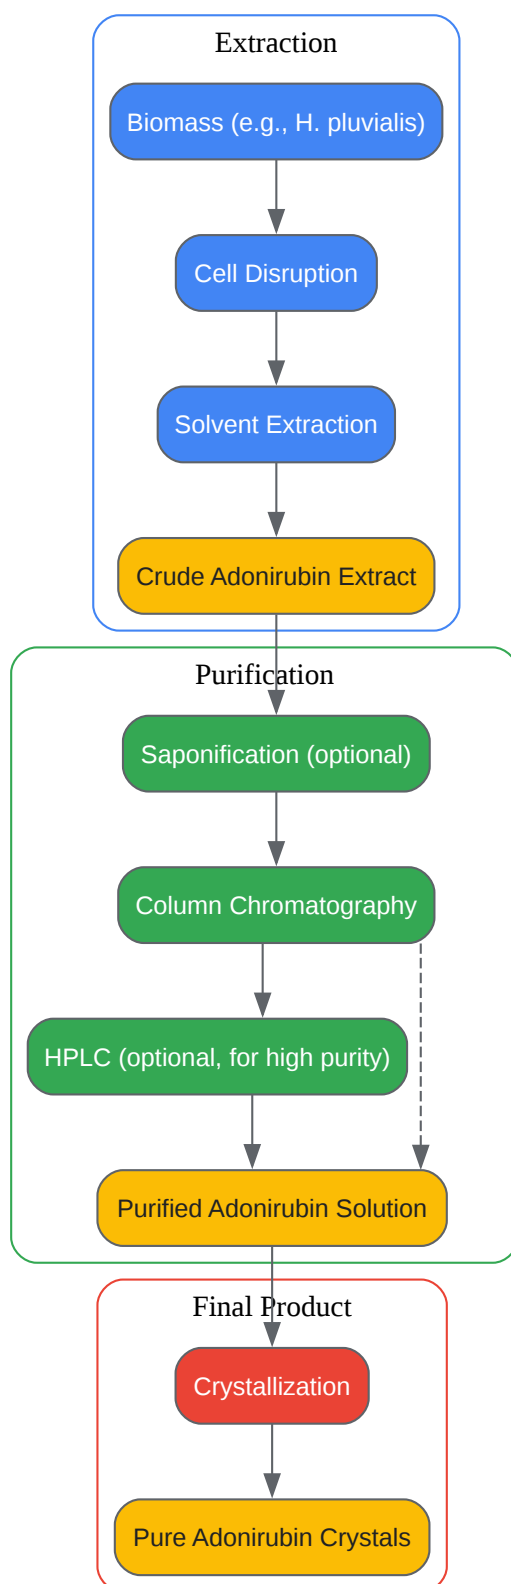 Extraction
Biomass (e.g., H. pluvialis)
Cell Disruption
Solvent Extraction
Crude Adonirubin Extract
Purification
Saponification (optional)
Column Chromatography
HPLC (optional, for high purity)
Purified Adonirubin Solution
Final Product
Crystallization
Pure Adonirubin Crystals